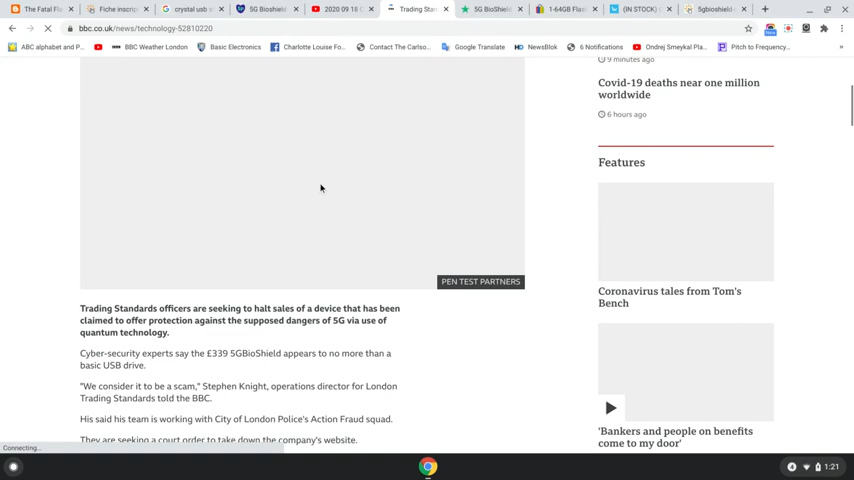 The Fatal Fla
Fiche inscrip
crystal usb s
5G Bioshield
2020 09 18 C
Trading Stan
5G BioShield
1-64GB Flas
(IN STOCK) C
5gbioshield-
bbc.co.uk/news/technology-52810220
ABC alphabet and P...
BBC Weather London
Basic Electronics
Charlotte Louise Fo...
Contact The Carlso...
Google Translate
NewsBlok
6 Notifications
Ondrej Smeykal Pla...
Pitch to Frequency...
»
9 minutes ago
Covid-19 deaths near one million
worldwide
6 hours ago
Features
PEN TEST PARTNERS
Coronavirus tales from Tom's
Bench
Trading Standards officers are seeking to halt sales of a device that has been
claimed to offer protection against the supposed dangers of 5G via use of
quantum technology.
Cyber-security experts say the £339 5GBioShield appears to no more than a
basic USB drive.
"We consider it to be a scam," Stephen Knight, operations director for London
Trading Standards told the BBC.
His said his team is working with City of London Police's Action Fraud squad.
They are seeking a court order to take down the company's website.
'Bankers and people on benefits
come to my door'
Connecting...
4
1:21